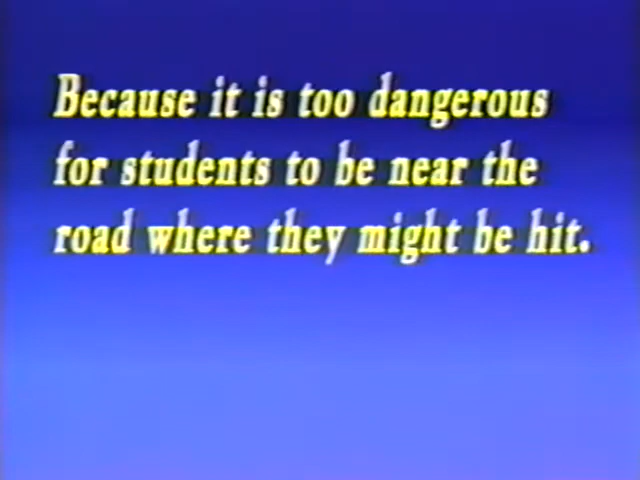 Because it is too dangerous
for students to be near the
road where they might be hit.